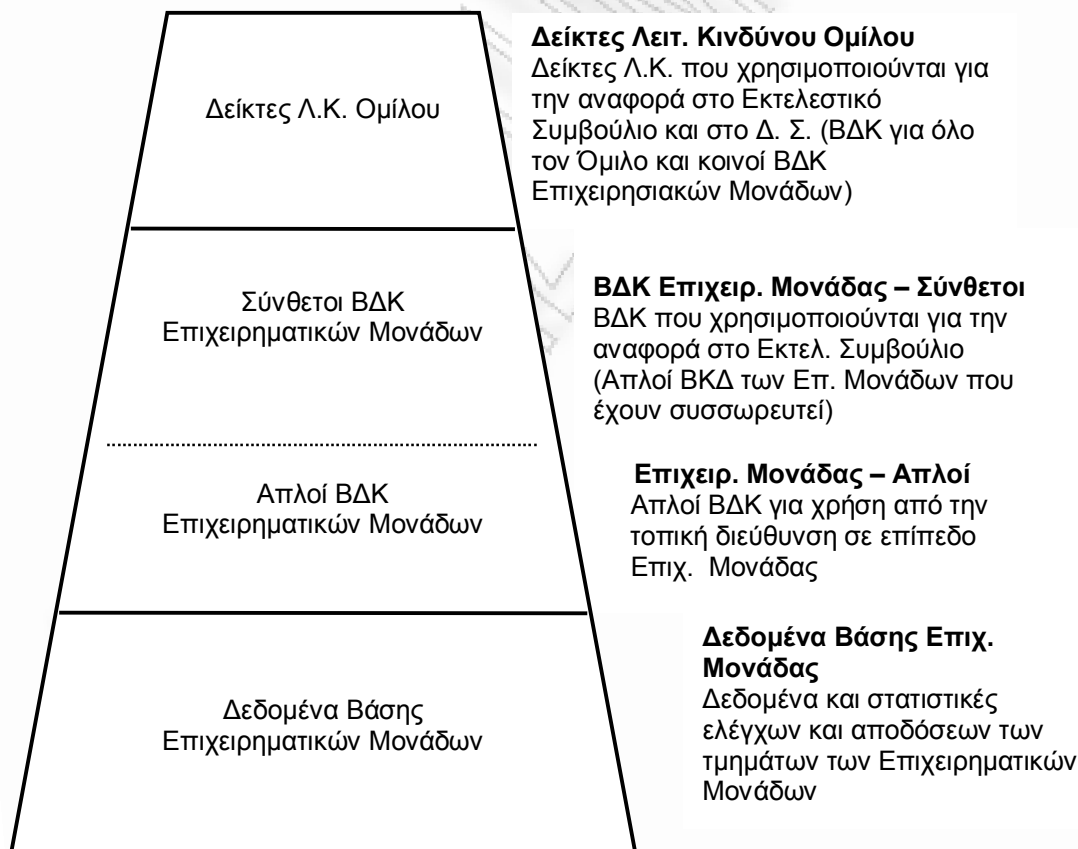 Δείκτες Λ.Κ. Ομίλου
Δείκτες Λειτ. Κινδύνου Ομίλου
Δείκτες Λ.Κ. που χρησιμοποιούνται για
την αναφορά στο Εκτελεστικό
Συμβούλιο και στο Δ. Σ. (ΒΔΚ για όλο
τον Όμιλο και κοινοί ΒΔΚ
Επιχειρησιακών Μονάδων)
Σύνθετοι ΒΔΚ
Επιχειρηματικών Μονάδων
ΒΔΚ Επιχειρ. Μονάδας – Σύνθετοι
ΒΔΚ που χρησιμοποιούνται για την
αναφορά στο Εκτελ. Συμβούλιο
(Απλοί ΒΚΔ των Επ. Μονάδων που
έχουν συσσωρευτεί)
Απλοί ΒΔΚ
Επιχειρηματικών Μονάδων
Επιχειρ. Μονάδας – Απλοί
Απλοί ΒΔΚ για χρήση από την
τοπική διεύθυνση σε επίπεδο
Επιχ. Μονάδας
Δεδομένα Βάσης
Επιχειρηματικών Μονάδων
Δεδομένα Βάσης Επιχ.
Μονάδας
Δεδομένα και στατιστικές
ελέγχων και αποδόσεων των
τμημάτων των Επιχειρηματικών
Μονάδων